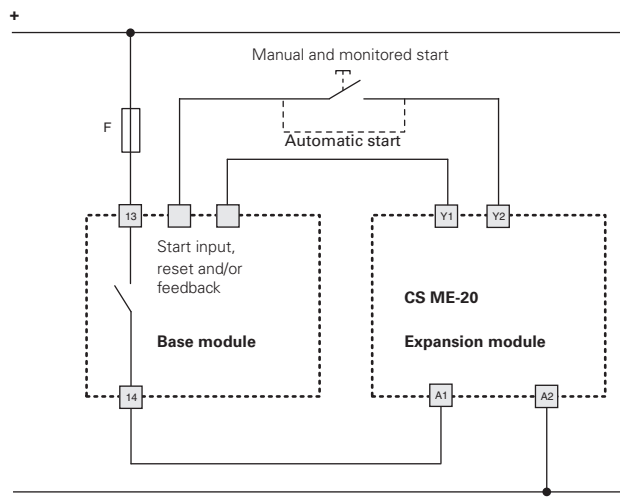 +
Manual and monitored start
F
Automatic start
13
Y1
Y2
Start input,
reset and/or
feedback
CS ME-20
Base module
Expansion module
14
A1
A2